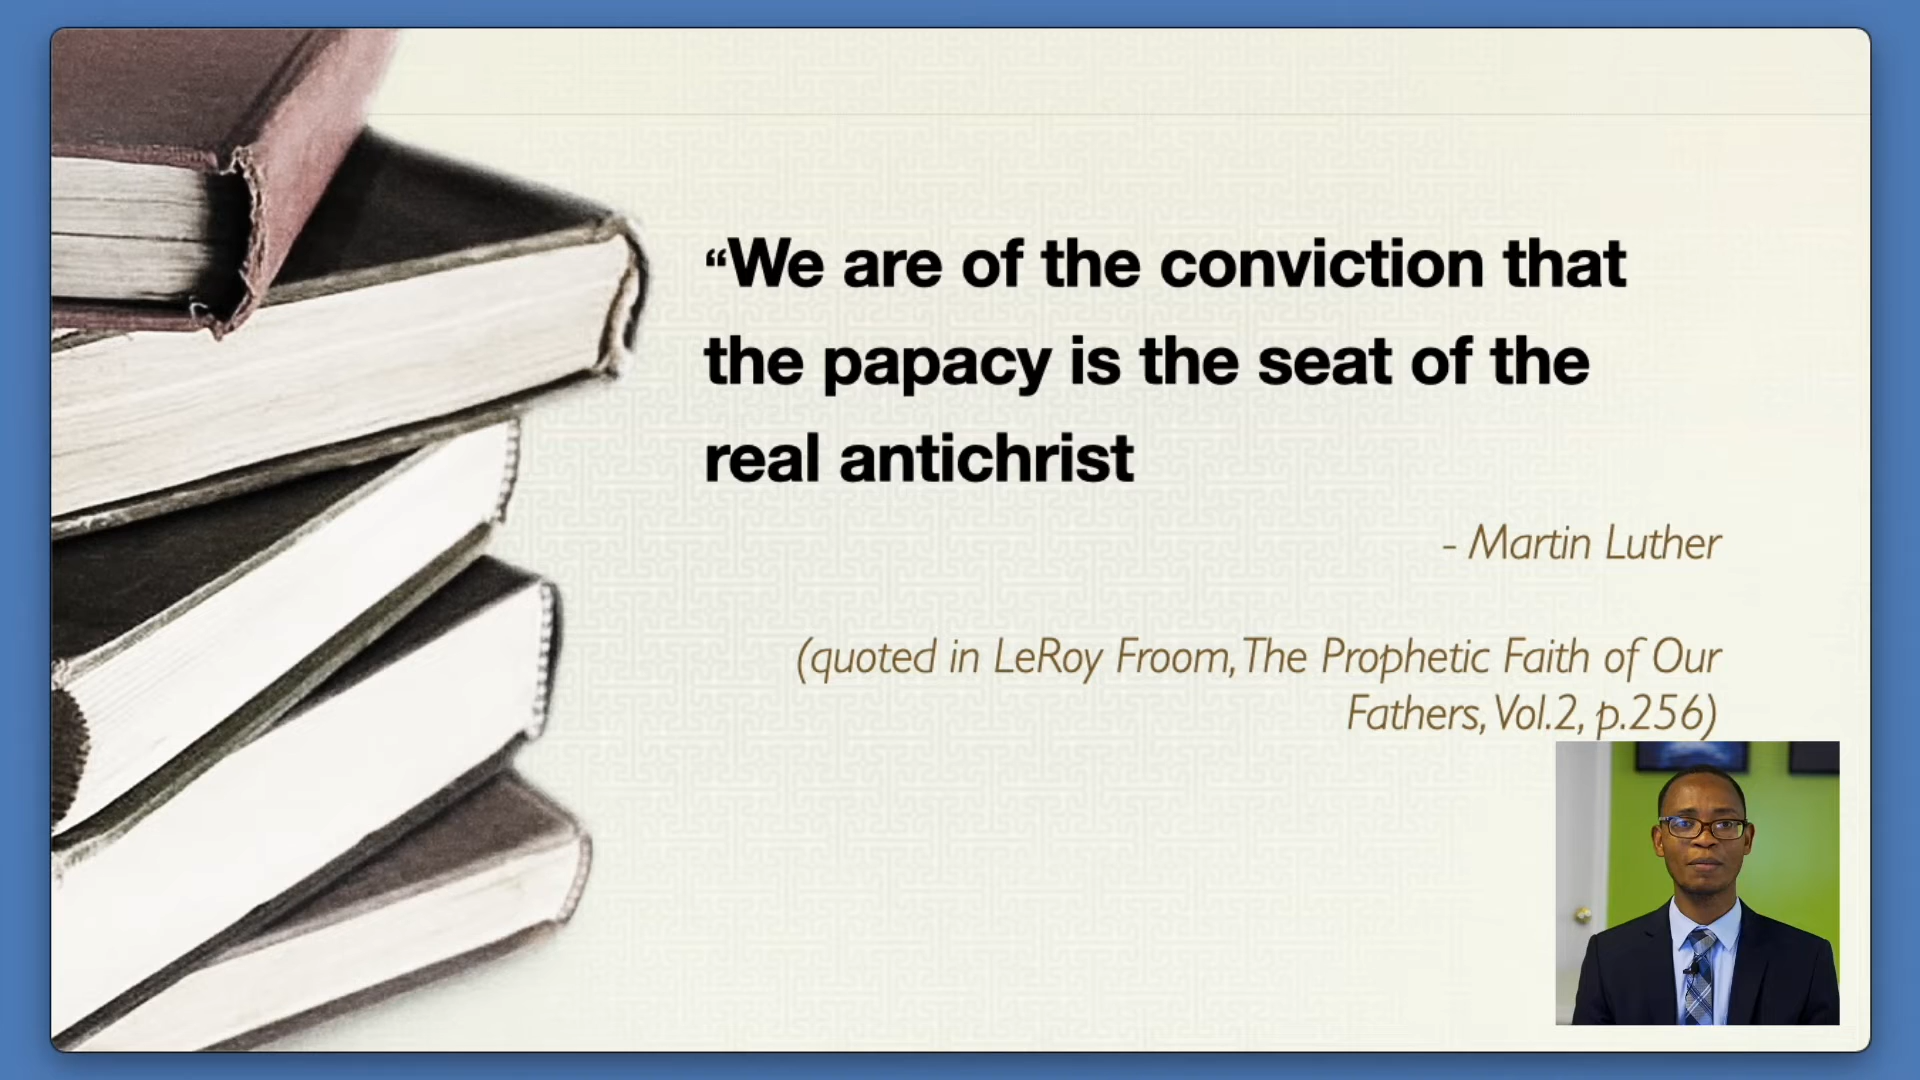 “We are of the conviction that
the papacy is the seat of the
real antichrist
- Martin Luther
(quoted in LeRoy Froom, The Prophetic Faith of Our
Fathers, Vol.2, p.256)